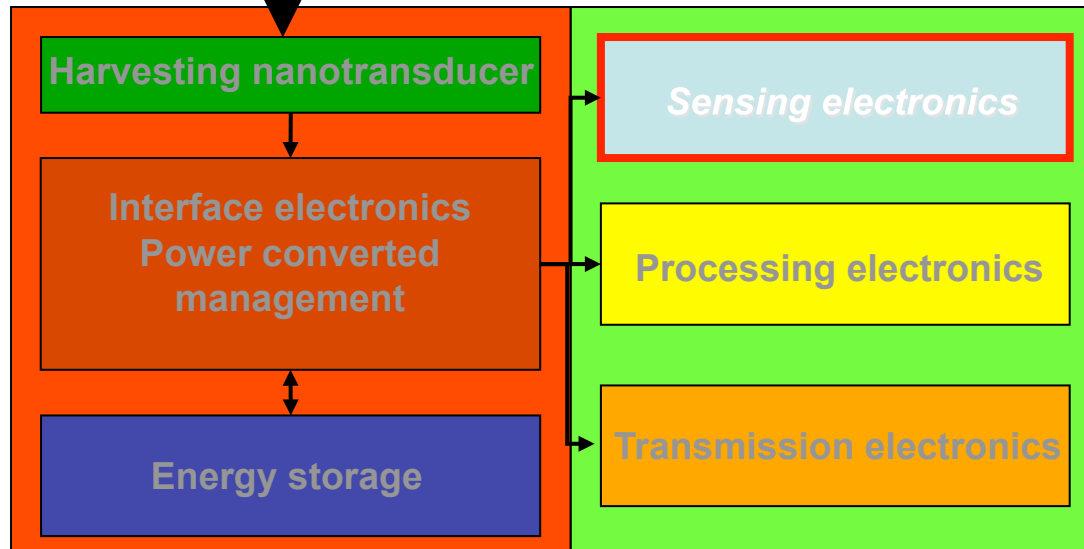 Harvesting nanotransducer
Interface electronics
Power converted
management
Energy storage
Sensing electronics
Processing electronics
Transmission electronics